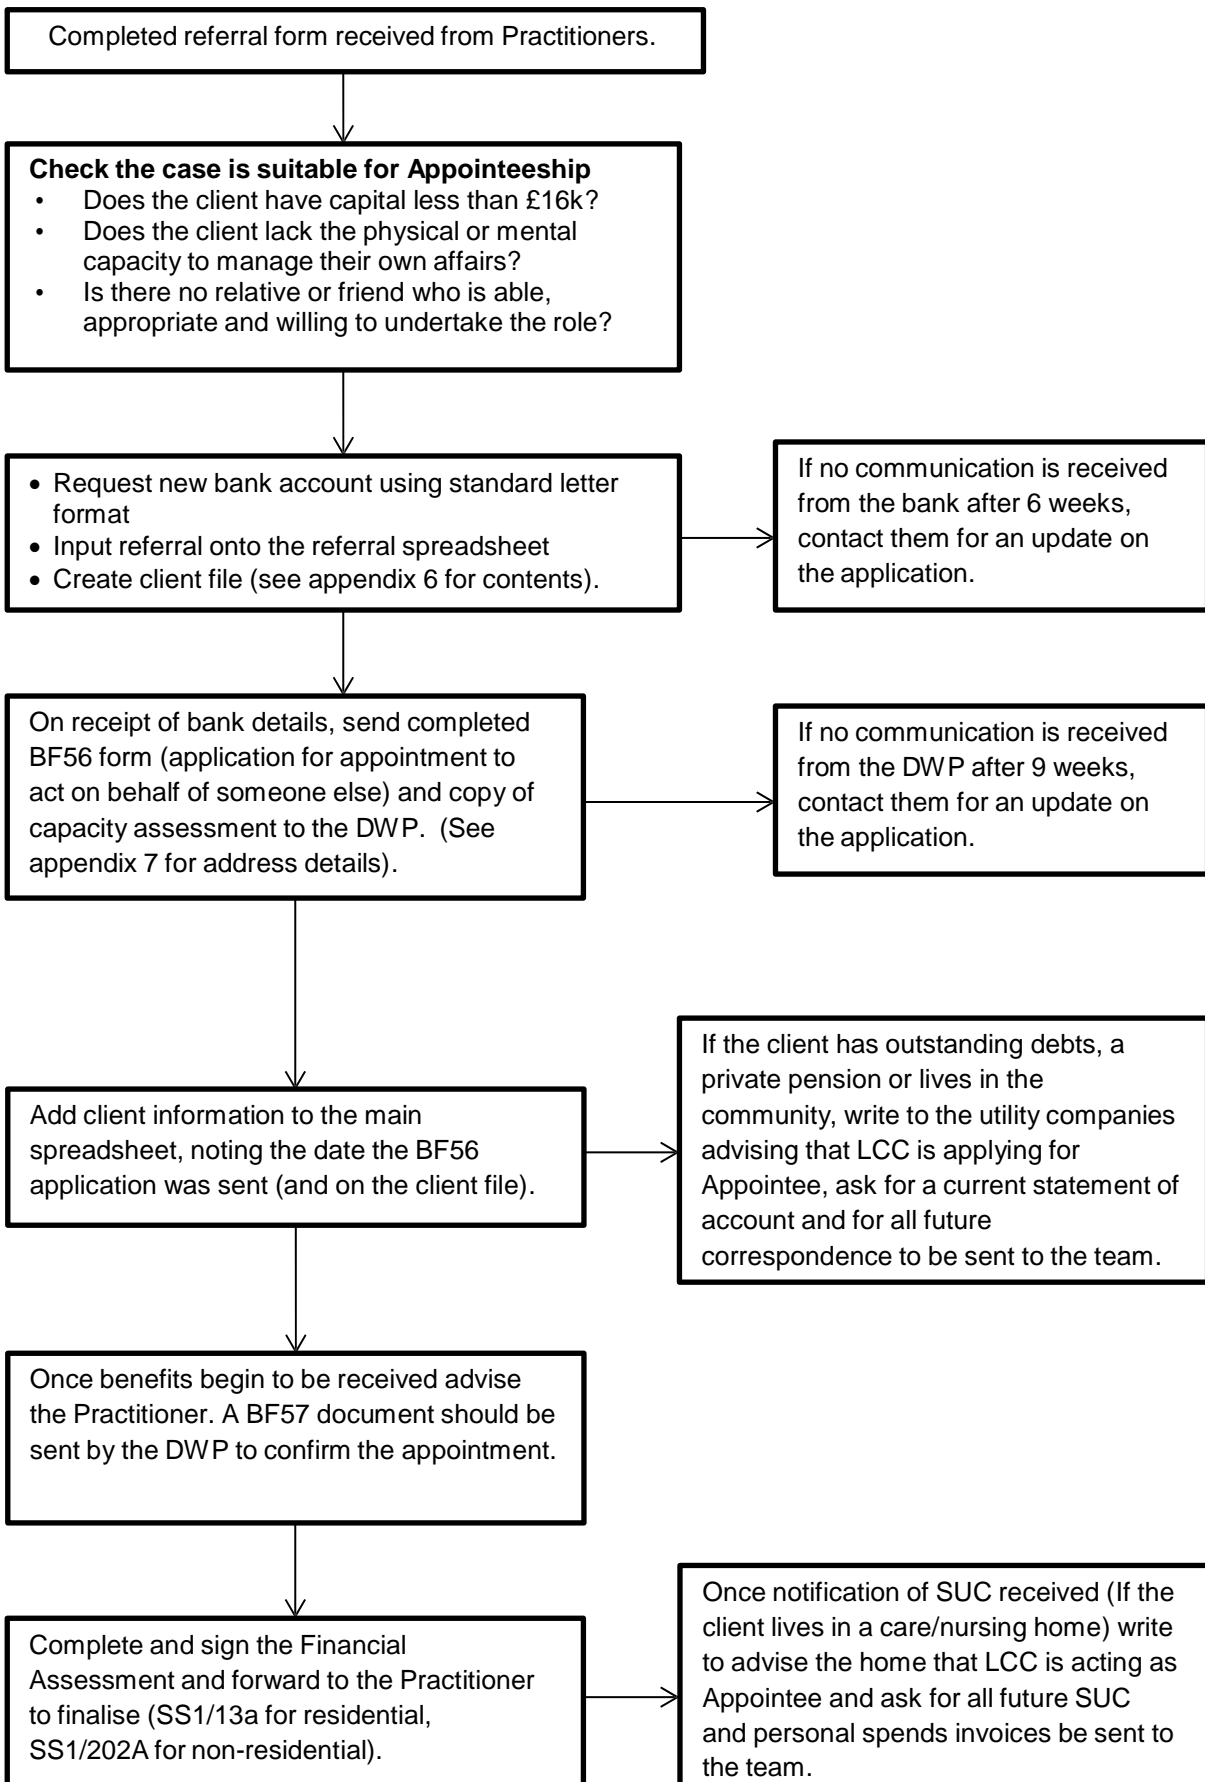 Completed referral form received from Practitioners.
Check the case is suitable for Appointeeship
• Does the client have capital less than £16k?
• Does the client lack the physical or mental
capacity to manage their own affairs?
• Is there no relative or friend who is able,
appropriate and willing to undertake the role?
• Request new bank account using standard letter
format
• Input referral onto the referral spreadsheet
• Create client file (see appendix 6 for contents).
If no communication is received
from the bank after 6 weeks,
contact them for an update on
the application.
On receipt of bank details, send completed
BF56 form (application for appointment to
act on behalf of someone else) and copy of
capacity assessment to the DWP. (See
appendix 7 for address details).
If no communication is received
from the DWP after 9 weeks,
contact them for an update on
the application.
Add client information to the main
spreadsheet, noting the date the BF56
application was sent (and on the client file).
If the client has outstanding debts, a
private pension or lives in the
community, write to the utility companies
advising that LCC is applying for
Appointee, ask for a current statement of
account and for all future
correspondence to be sent to the team.
Once benefits begin to be received advise
the Practitioner. A BF57 document should be
sent by the DWP to confirm the appointment.
Complete and sign the Financial
Assessment and forward to the Practitioner
to finalise (SS1/13a for residential,
SS1/202A for non-residential).
Once notification of SUC received (If the
client lives in a care/nursing home) write
to advise the home that LCC is acting as
Appointee and ask for all future SUC
and personal spends invoices be sent to
the team.